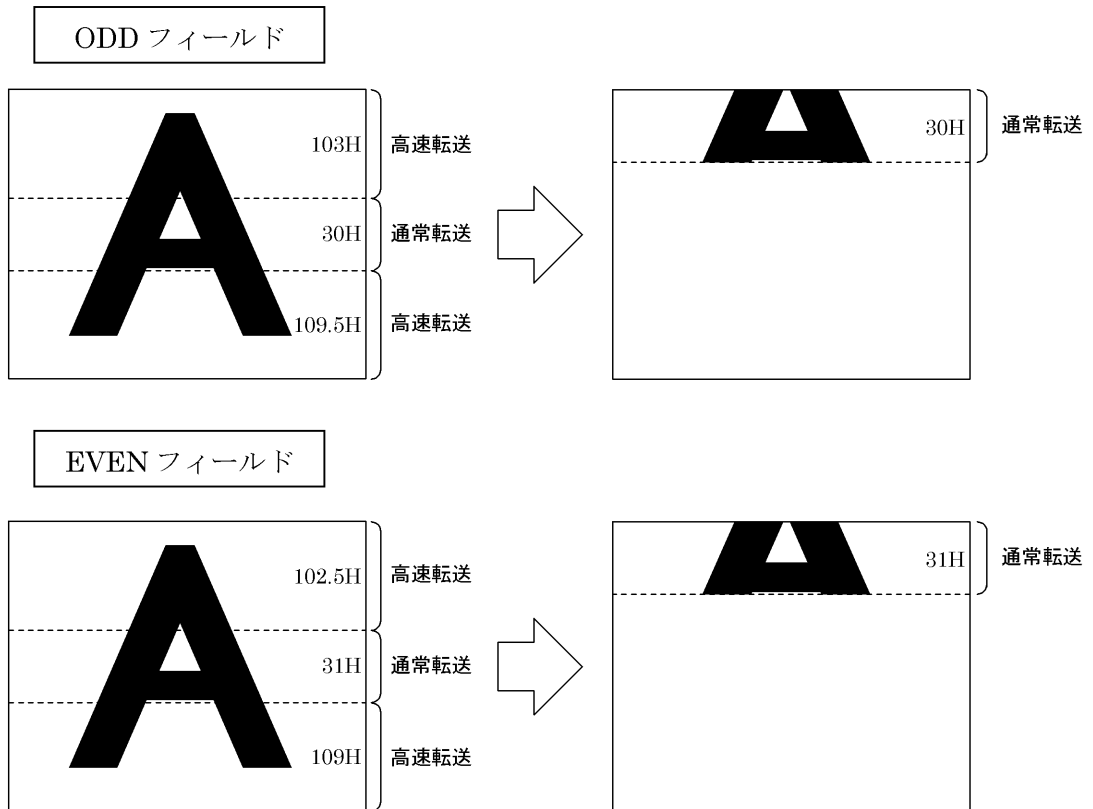 ODD フィールド
103H 高速転送
30H 通常転送
109.5H 高速転送
30H 通常転送
EVEN フィールド
102.5H 高速転送
31H 通常転送
109H 高速転送
31H 通常転送